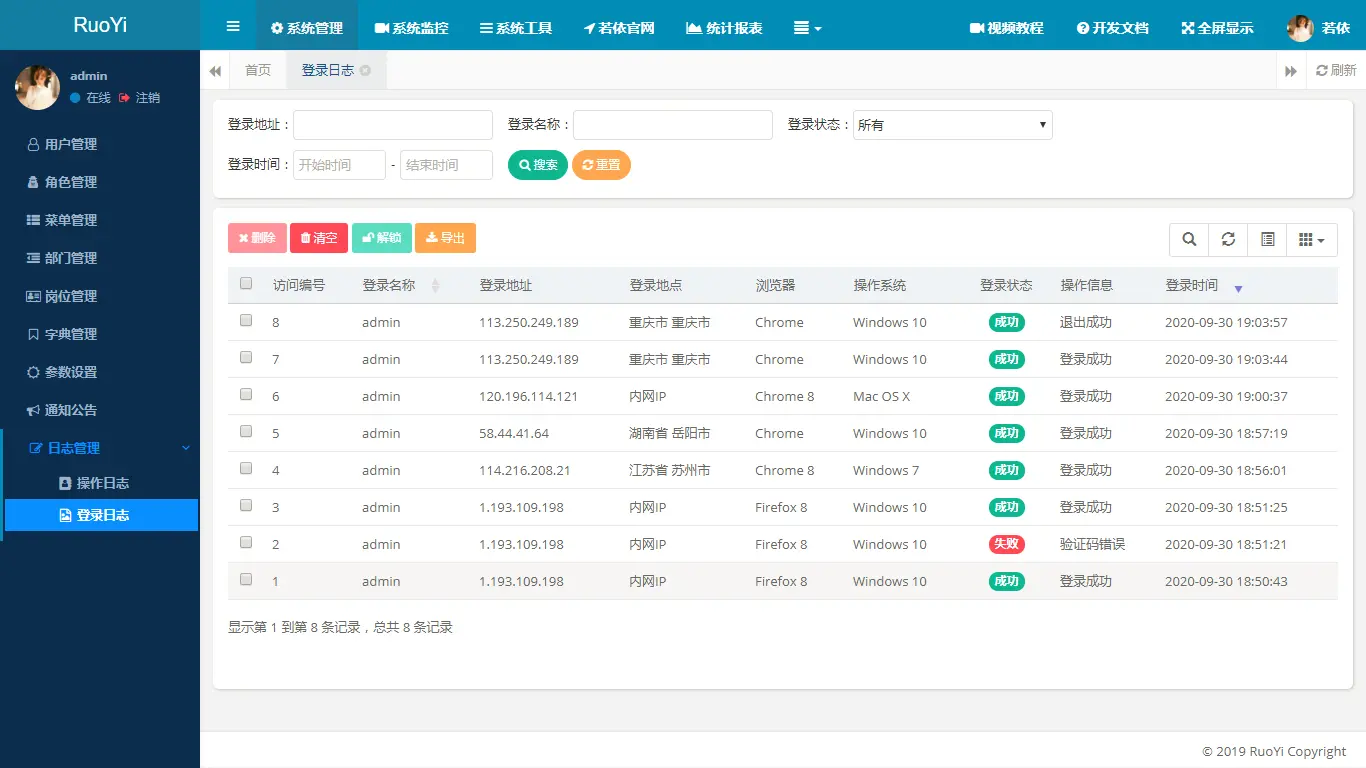 RuoYi
系统管理 系统监控 系统工具 若依官网 统计报表 视频教程 开发文档 全屏显示 若依
admin
在线 注销
首页 登录日志 刷新
用户管理
角色管理
菜单管理
部门管理
岗位管理
字典管理
参数设置
通知公告
日志管理
操作日志
登录日志
登录地址： 登录名称： 登录状态： 所有
登录时间： 开始时间 - 结束时间 搜索 重置
删除 清空 解锁 导出
访问编号 登录名称 登录地址 登录地点 浏览器 操作系统 登录状态 操作信息 登录时间
8 admin 113.250.249.189 重庆市 重庆市 Chrome Windows 10 成功 退出成功 2020-09-30 19:03:57
7 admin 113.250.249.189 重庆市 重庆市 Chrome Windows 10 成功 登录成功 2020-09-30 19:03:44
6 admin 120.196.114.121 内网IP Chrome 8 Mac OS X 成功 登录成功 2020-09-30 19:00:37
5 admin 58.44.41.64 湖南省 岳阳市 Chrome Windows 10 成功 登录成功 2020-09-30 18:57:19
4 admin 114.216.208.21 江苏省 苏州市 Chrome 8 Windows 7 成功 登录成功 2020-09-30 18:56:01
3 admin 1.193.109.198 内网IP Firefox 8 Windows 10 成功 登录成功 2020-09-30 18:51:25
2 admin 1.193.109.198 内网IP Firefox 8 Windows 10 失败 验证码错误 2020-09-30 18:51:21
1 admin 1.193.109.198 内网IP Firefox 8 Windows 10 成功 登录成功 2020-09-30 18:50:43
显示第 1 到第 8 条记录，总共 8 条记录
© 2019 RuoYi Copyright